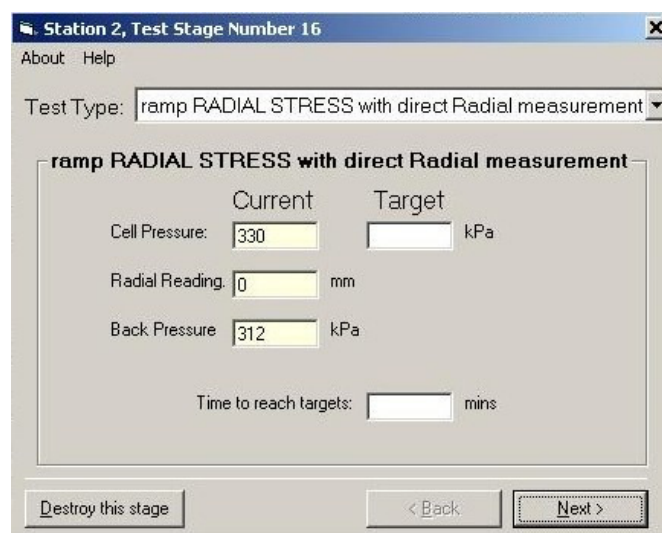 Station 2, Test Stage Number 16
About Help
Test Type: ramp RADIAL STRESS with direct Radial measurement
ramp RADIAL STRESS with direct Radial measurement
Current Target
Cell Pressure: 330 kPa
Radial Reading. 0 mm
Back Pressure 312 kPa
Time to reach targets: mins
Destroy this stage < Back Next >